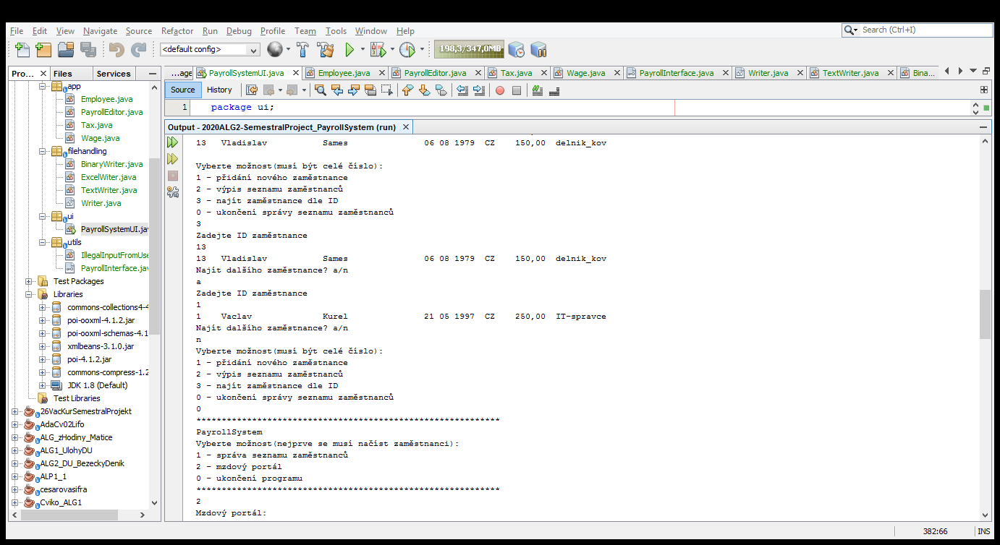 File Edit View Navigate Source Refactor Run Debug Profile Team Tools Window Help
Search (Ctrl+I)
<default config>
198,3/347,0MB
Pro... Files Services
...age PayrollSystemUI.java Employee.java PayrollEditor.java Tax.java Wage.java PayrollInterface.java Writer.java TextWriter.java Bina...
Source History
1 package ui;
app
Employee.java
PayrollEditor.java
Tax.java
Wage.java
filehandling
BinaryWriter.java
ExcelWiter.java
TextWriter.java
Writer.java
ui
PayrollSystemUI.jav
utils
IllegalInputFromUse
PayrollInterface.jav
Test Packages
Libraries
commons-collections4-4
poi-ooxml-4.1.2.jar
poi-ooxml-schemas-4.1
xmlbeans-3.1.0.jar
poi-4.1.2.jar
commons-compress-1.2
JDK 1.8 (Default)
Test Libraries
26VacKurSemestralProjekt
AdaCv02Lifo
ALG_zHodiny_Matice
ALG1_UlohyDU
ALG2_DU_BezeckyDenik
ALP1_1
cesarovasifra
Cviko_ALG1
Output - 2020ALG2-SemestralProject_PayrollSystem (run)
13 Vladislav Sames 06 08 1979 CZ 150,00 delnik_kov
Vyberte možnost(musí být celé číslo):
1 - přidání nového zaměstnance
2 - výpis seznamu zaměstnanců
3 - najít zaměstnance dle ID
0 - ukončení správy seznamu zaměstnanců
3
Zadejte ID zaměstnance
13
13 Vladislav Sames 06 08 1979 CZ 150,00 delnik_kov
Najít dalšího zaměstnance? a/n
a
Zadejte ID zaměstnance
1
1 Vaclav Kurel 21 05 1997 CZ 250,00 IT-spravce
Najít dalšího zaměstnance? a/n
n
Vyberte možnost(musí být celé číslo):
1 - přidání nového zaměstnance
2 - výpis seznamu zaměstnanců
3 - najít zaměstnance dle ID
0 - ukončení správy seznamu zaměstnanců
0
************************************************************
PayrollSystem
Vyberte možnost(nejprve se musí načíst zaměstnanci):
1 - správa seznamu zaměstnanců
2 - mzdový portál
0 - ukončení programu
************************************************************
2
Mzdový portál:
382:66 INS